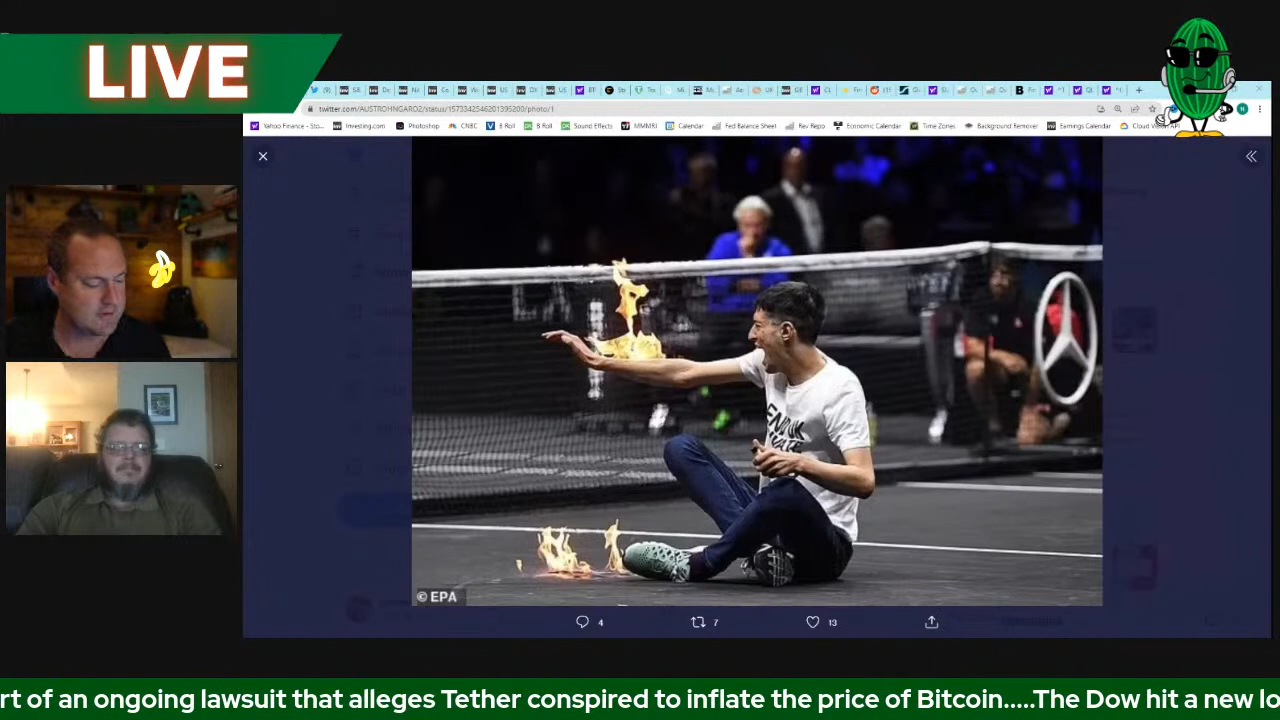 LIVE
twitter.com/AUSTROHNGARO2/status/1573342546201395200/photo/1
Yahoo Finance - Sto... Investing.com Photoshop CNBC B Roll B Roll Sound Effects MMMRI Calendar Fed Balance Sheet Rev Repo Economic Calendar Time Zones Background Remover Earnings Calendar Cloud Vision API
© EPA
4 7 13
rt of an ongoing lawsuit that alleges Tether conspired to inflate the price of Bitcoin.....The Dow hit a new lo